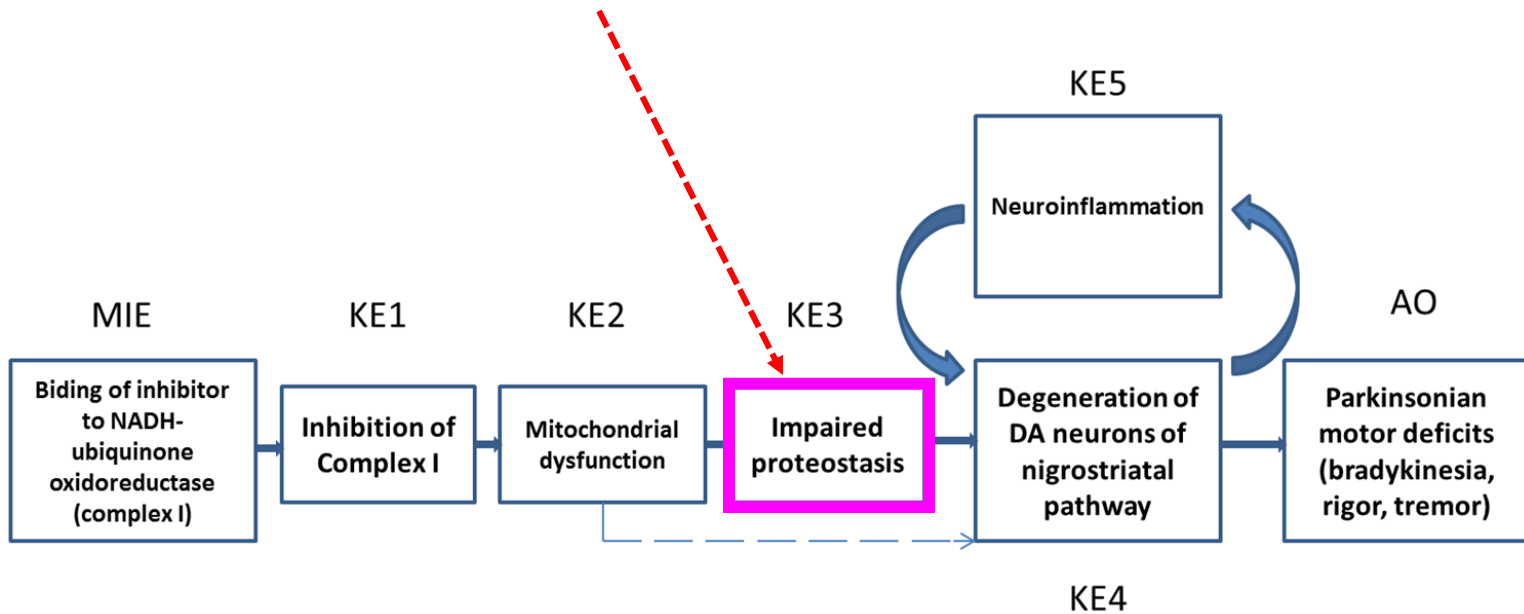 KE5
Neuroinflammation
MIE
KE1
KE2
KE3
AO
Biding of inhibitor
to NADH-
ubiquinone
oxidoreductase
(complex I)
Inhibition of
Complex I
Mitochondrial
dysfunction
Impaired
proteostasis
Degeneration of
DA neurons of
nigrostriatal
pathway
Parkinsonian
motor deficits
(bradykinesia,
rigor, tremor)
KE4